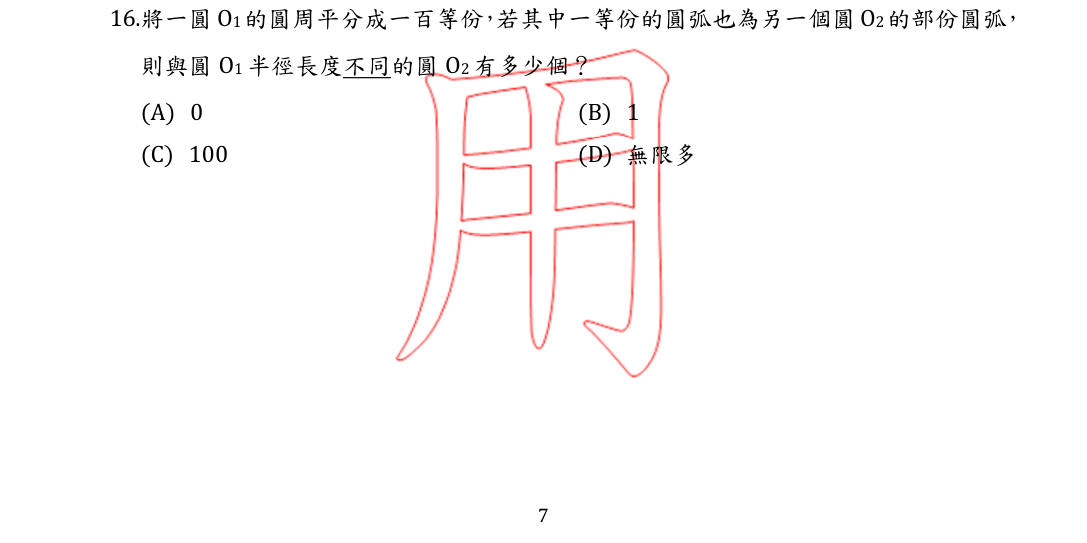 16.將一圓 O1 的圓周平分成一百等份，若其中一等份的圓弧也為另一個圓 O2 的部份圓弧，
則與圓 O1 半徑長度不同的圓 O2 有多少個？
(A) 0 (B) 1
(C) 100 (D) 無限多
用
7